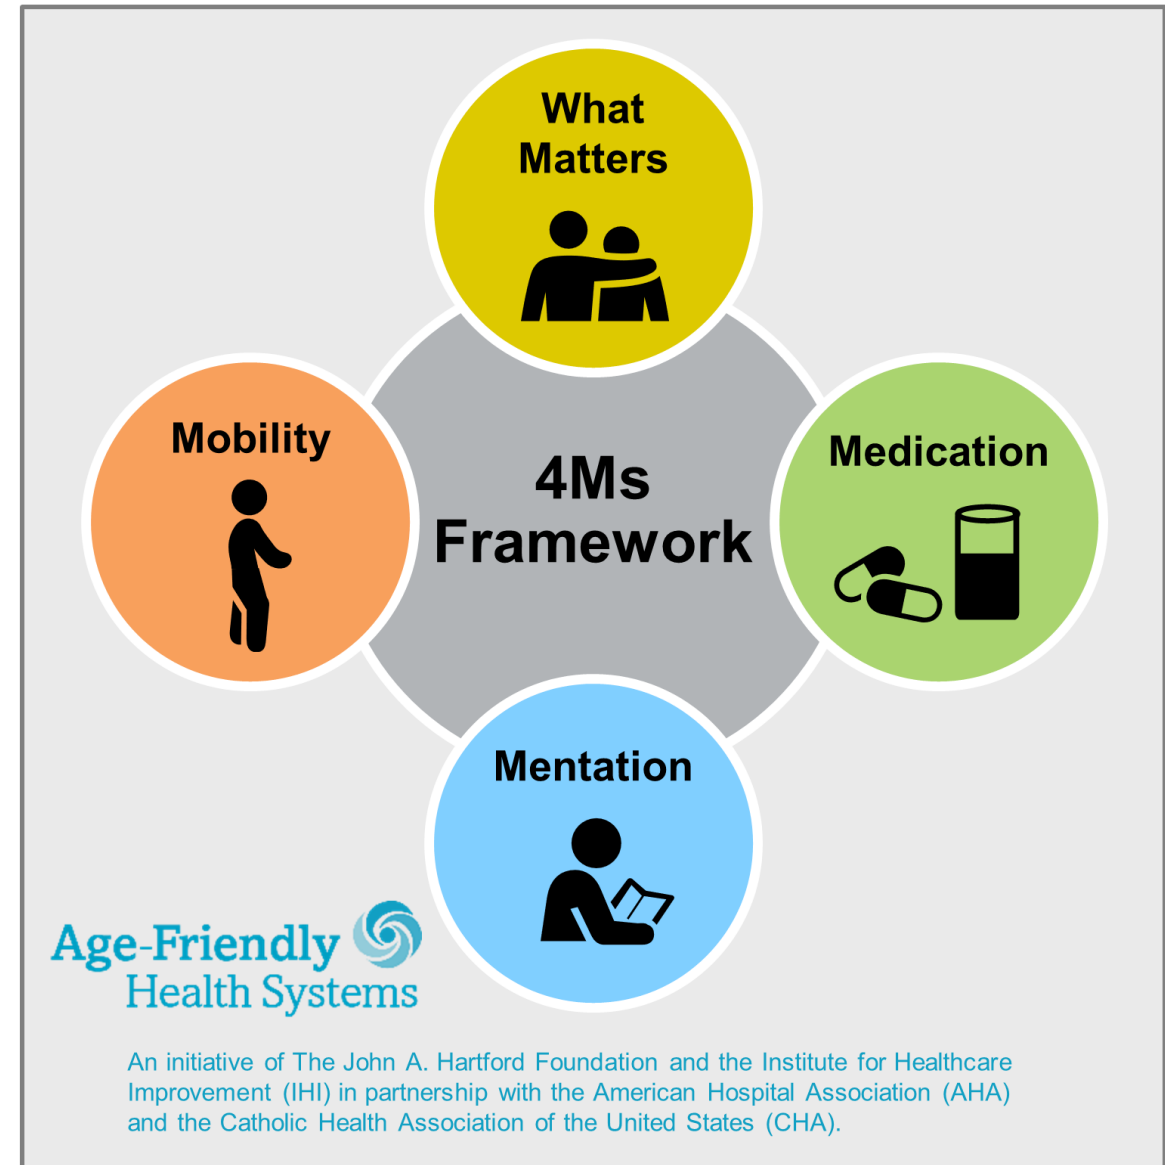 What
Matters
Mobility
Medication
4Ms
Framework
Mentation
Age-Friendly
Health Systems
An initiative of The John A. Hartford Foundation and the Institute for Healthcare
Improvement (IHI) in partnership with the American Hospital Association (AHA)
and the Catholic Health Association of the United States (CHA).